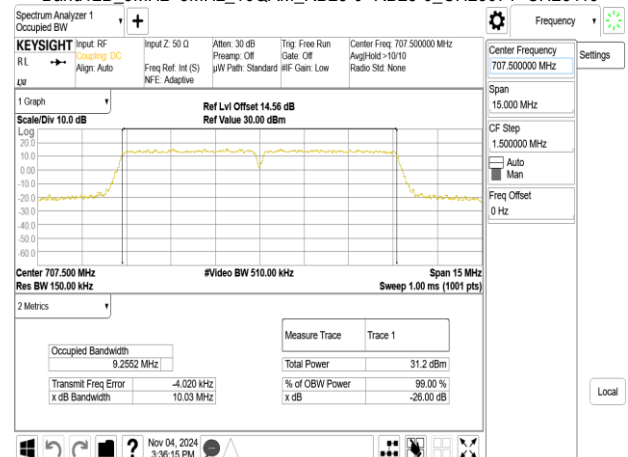 Spectrum Analyzer 1
Occupied BW
Frequency
KEYSIGHT
RL
Input: RF
Coupling: DC
Align: Auto
Input Z: 50 Ω
Freq Ref: Int (S)
NFE: Adaptive
Atten: 30 dB
Preamp: Off
µW Path: Standard
Trig: Free Run
Gate: Off
#IF Gain: Low
Center Freq: 707.500000 MHz
Avg|Hold:>10/10
Radio Std: None
Center Frequency
707.500000 MHz
Settings
Span
15.000 MHz
CF Step
1.500000 MHz
Auto
Man
Freq Offset
0 Hz
Local
1 Graph
Scale/Div 10.0 dB
Ref Lvl Offset 14.56 dB
Ref Value 30.00 dBm
Log
20.0
10.0
0.00
-10.0
-20.0
-30.0
-40.0
-50.0
-60.0
Center 707.500 MHz
#Video BW 510.00 kHz
Span 15 MHz
Res BW 150.00 kHz
Sweep 1.00 ms (1001 pts)
2 Metrics
Measure Trace
Trace 1
Occupied Bandwidth
9.2552 MHz
Total Power
31.2 dBm
Transmit Freq Error
-4.020 kHz
% of OBW Power
99.00 %
x dB Bandwidth
10.03 MHz
x dB
-26.00 dB
?
Nov 04, 2024
3:36:15 PM